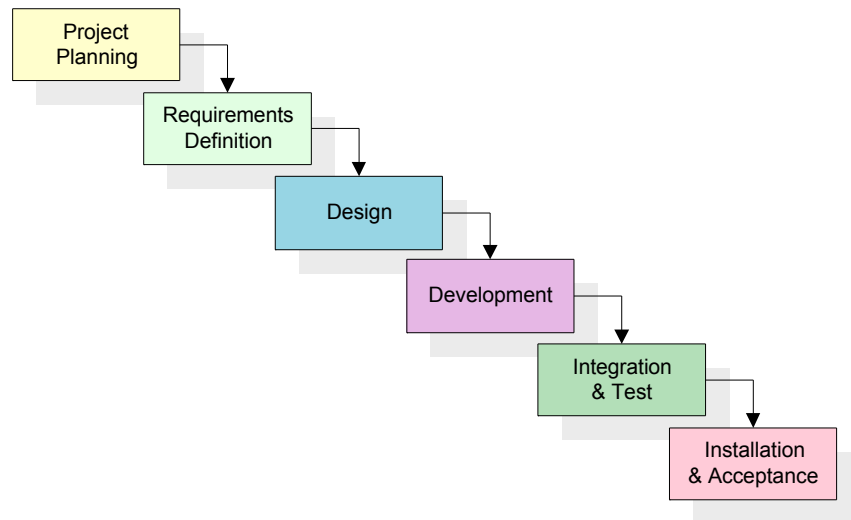 Project
Planning
Requirements
Definition
Design
Development
Integration
& Test
Installation
& Acceptance